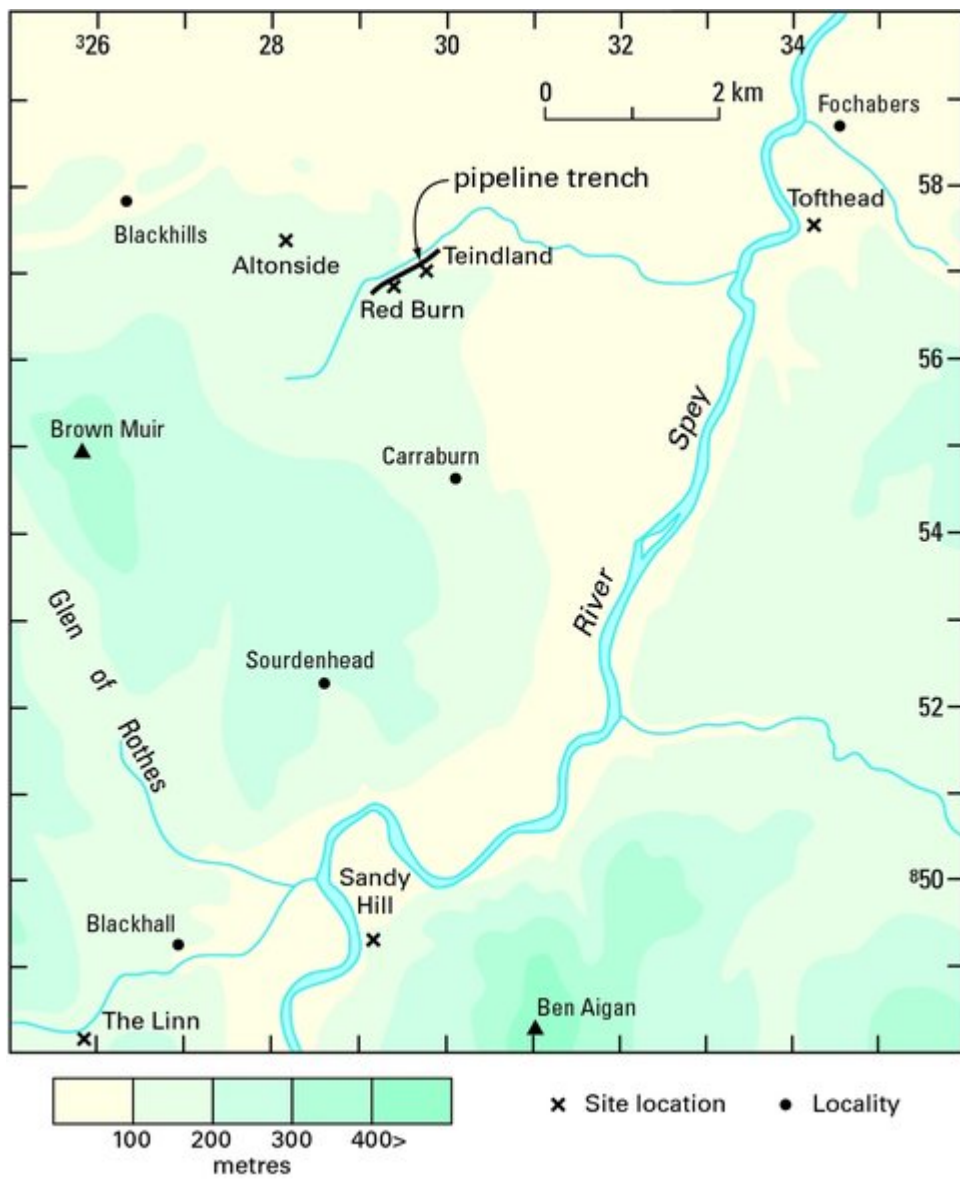 ³26 28 30 32 34
0 2 km
Fochabers
pipeline trench
58
Tofthead
Blackhills
Altonside
Teindland
Red Burn
56
Spey
Brown Muir
Carraburn
54
Glen of Rothes
River
Sourdenhead
52
Sandy
Hill
⁸50
Blackhall
The Linn
Ben Aigan
100 200 300 400>
metres
Site location
Locality